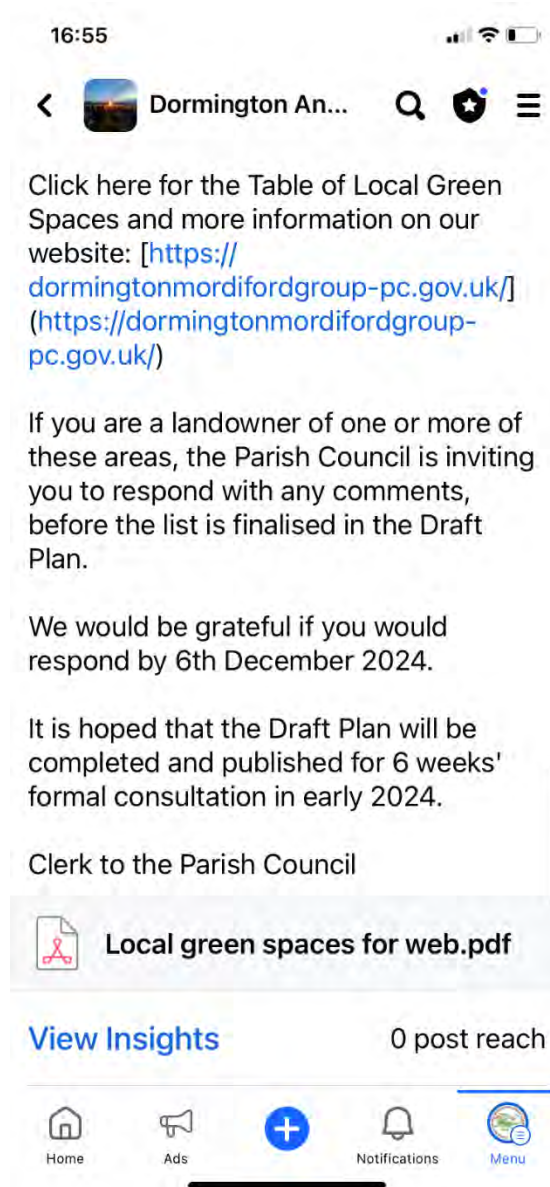 16:55
Dormington An...
Click here for the Table of Local Green
Spaces and more information on our
website: [https://
dormingtonmordifordgroup-pc.gov.uk/]
(https://dormingtonmordifordgroup-
pc.gov.uk/)
If you are a landowner of one or more of
these areas, the Parish Council is inviting
you to respond with any comments,
before the list is finalised in the Draft
Plan.
We would be grateful if you would
respond by 6th December 2024.
It is hoped that the Draft Plan will be
completed and published for 6 weeks'
formal consultation in early 2024.
Clerk to the Parish Council
Local green spaces for web.pdf
View Insights 0 post reach
Home Ads Notifications Menu